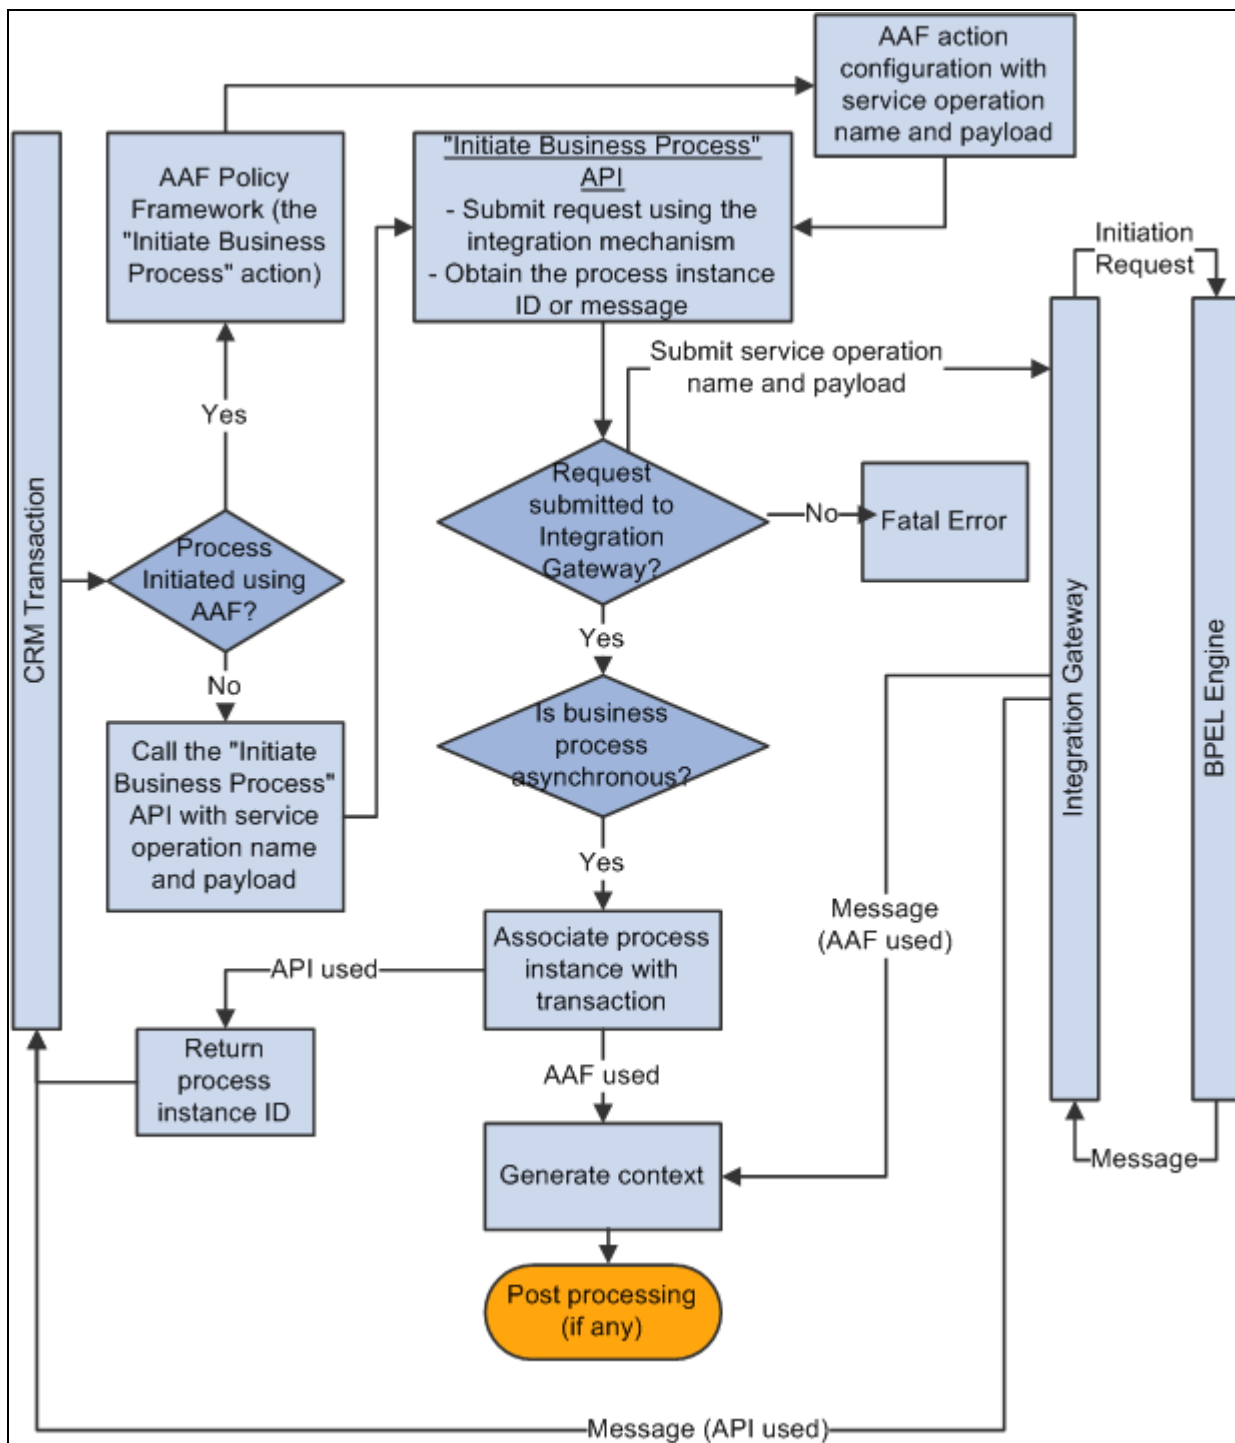 AAF action
configuration with
service operation
name and payload
AAF Policy
Framework (the
"Initiate Business
Process" action)
"Initiate Business Process"
API
- Submit request using the
integration mechanism
- Obtain the process instance
ID or message
Initiation
Request
Submit service operation
name and payload
Yes
Request
submitted to
Integration
Gateway?
No
Fatal Error
CRM Transaction
Process
Initiated using
AAF?
Integration Gateway
BPEL Engine
Yes
No
Is business
process
asynchronous?
Call the "Initiate
Business Process"
API with service
operation name
and payload
Yes
Message
(AAF used)
Associate process
instance with
transaction
API used
Return
process
instance ID
AAF used
Message
Generate context
Post processing
(if any)
Message (API used)